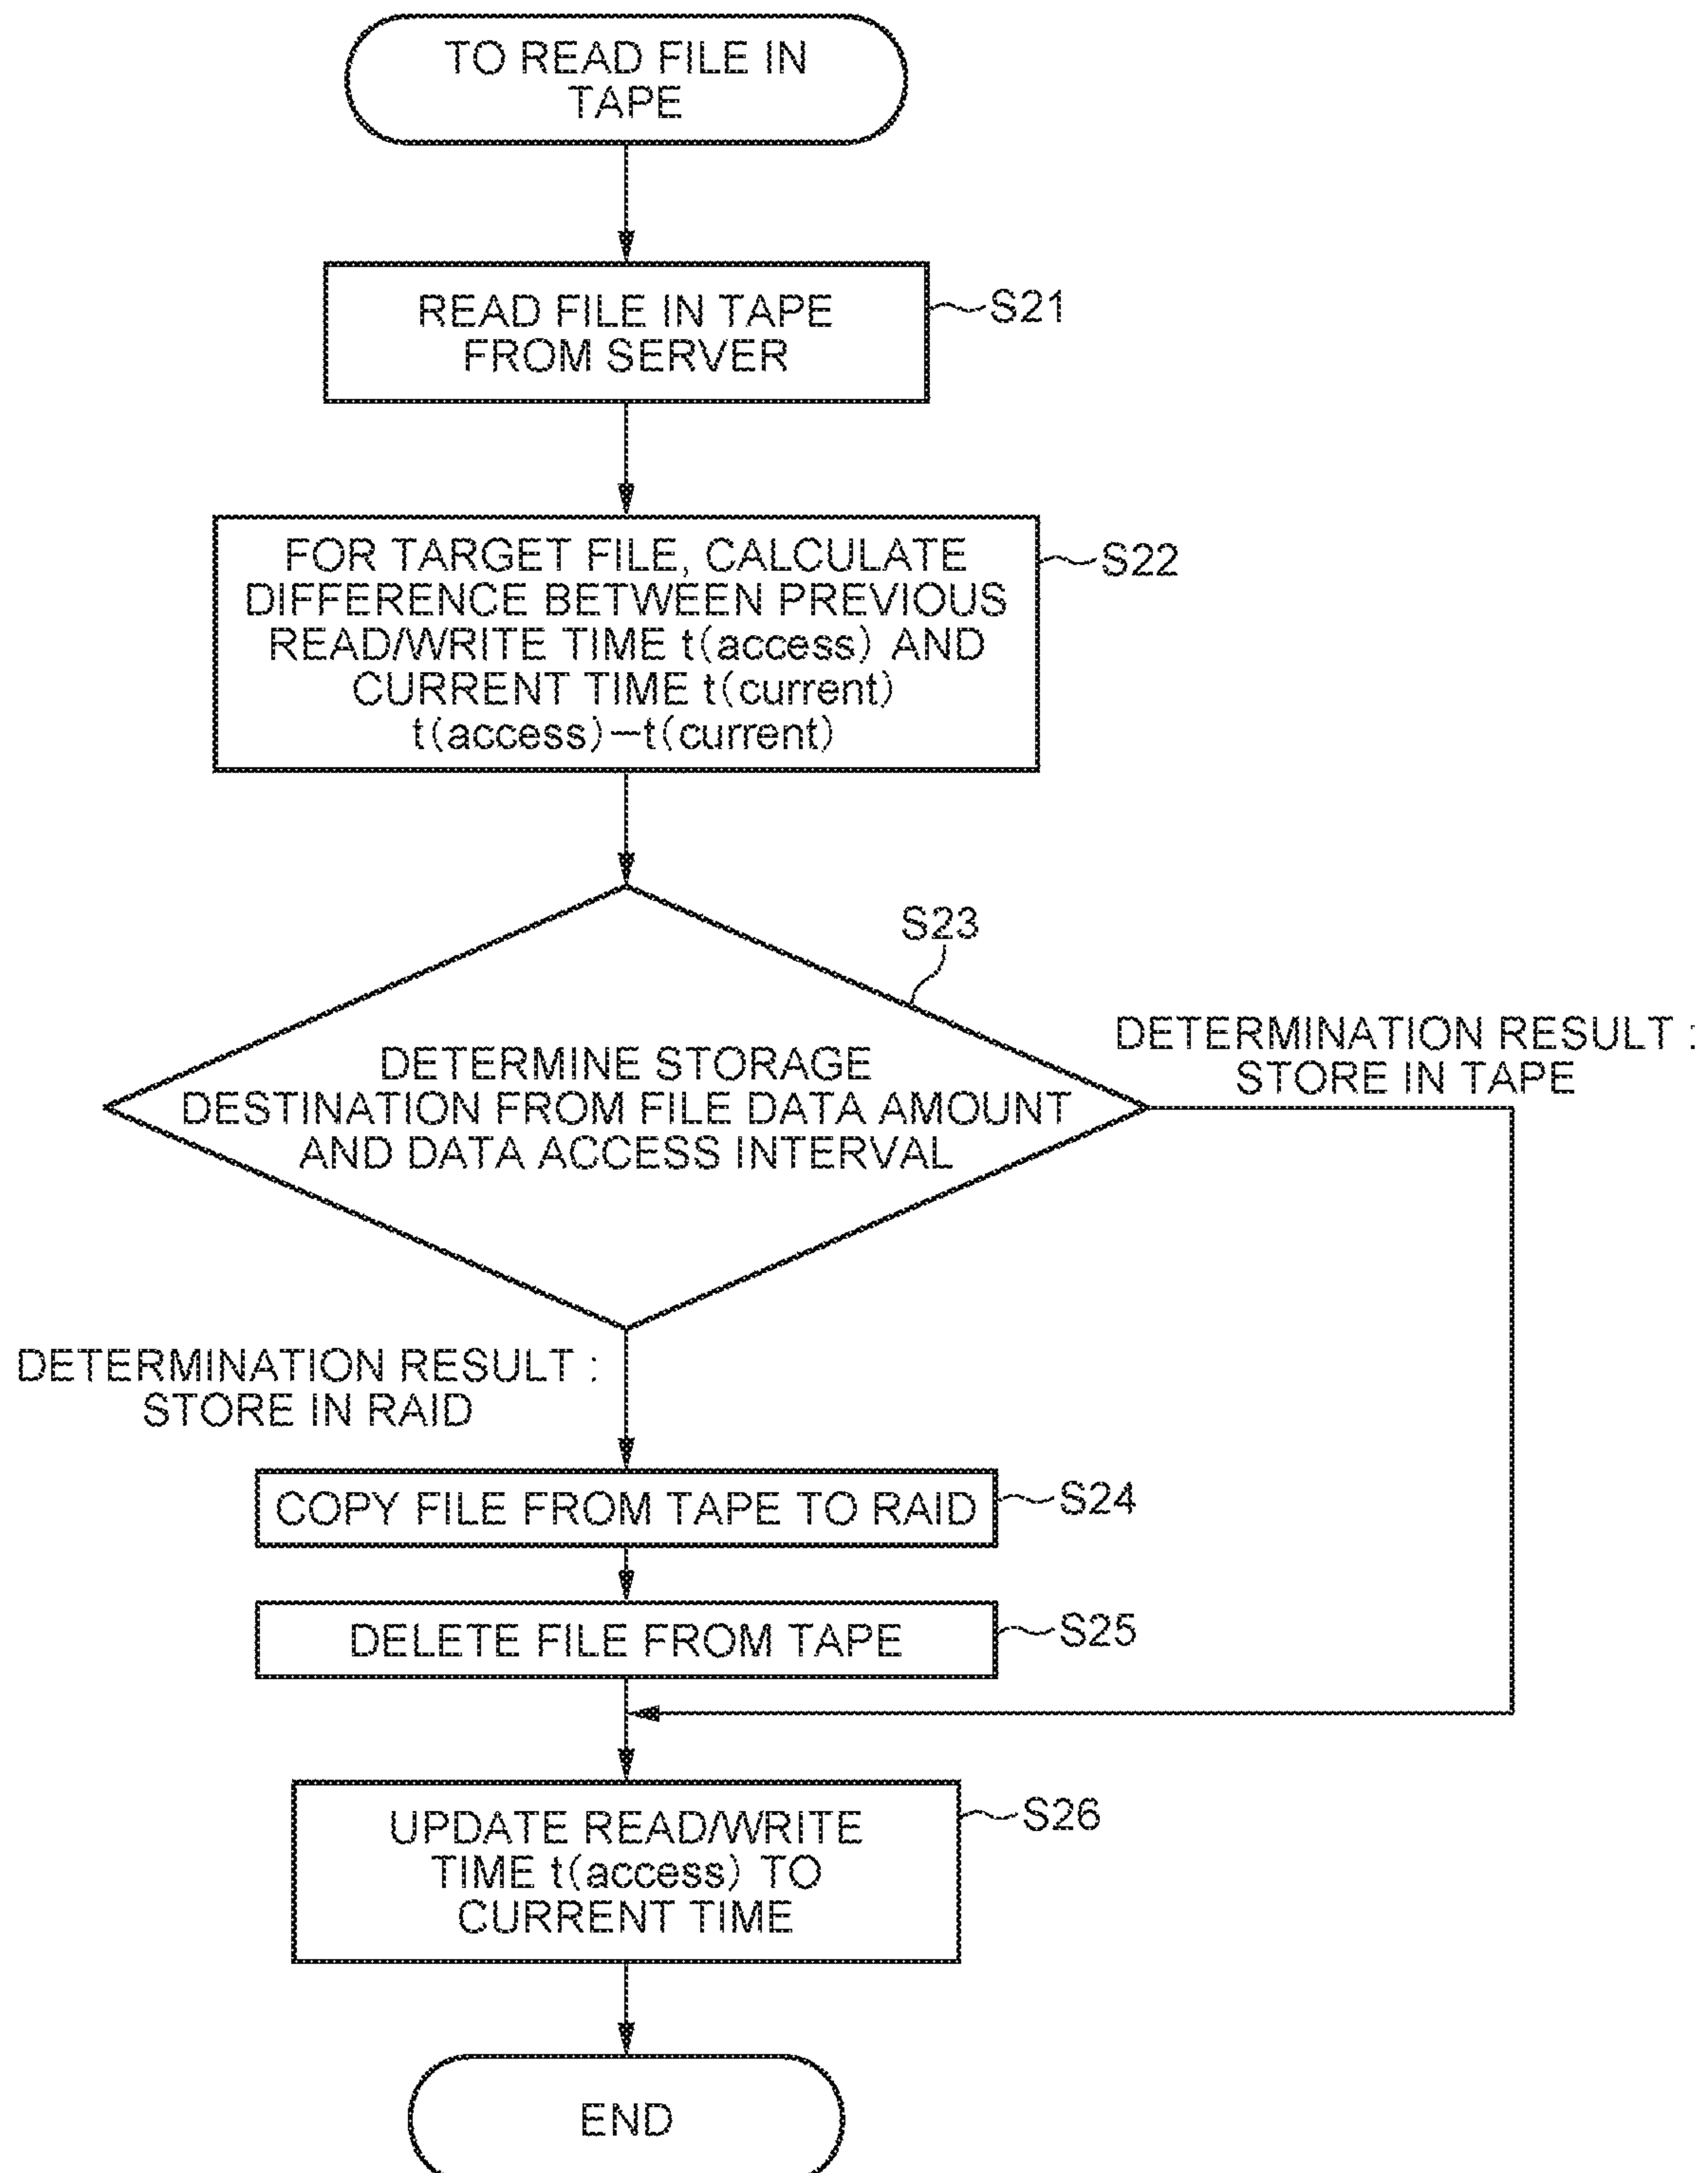 TO READ FILE IN
TAPE
READ FILE IN TAPE
FROM SERVER
S21
FOR TARGET FILE, CALCULATE
DIFFERENCE BETWEEN PREVIOUS
READ/WRITE TIME t(access) AND
CURRENT TIME t(current)
t(access)−t(current)
S22
S23
DETERMINE STORAGE
DESTINATION FROM FILE DATA AMOUNT
AND DATA ACCESS INTERVAL
DETERMINATION RESULT :
STORE IN TAPE
DETERMINATION RESULT :
STORE IN RAID
COPY FILE FROM TAPE TO RAID
S24
DELETE FILE FROM TAPE
S25
UPDATE READ/WRITE
TIME t(access) TO
CURRENT TIME
S26
END